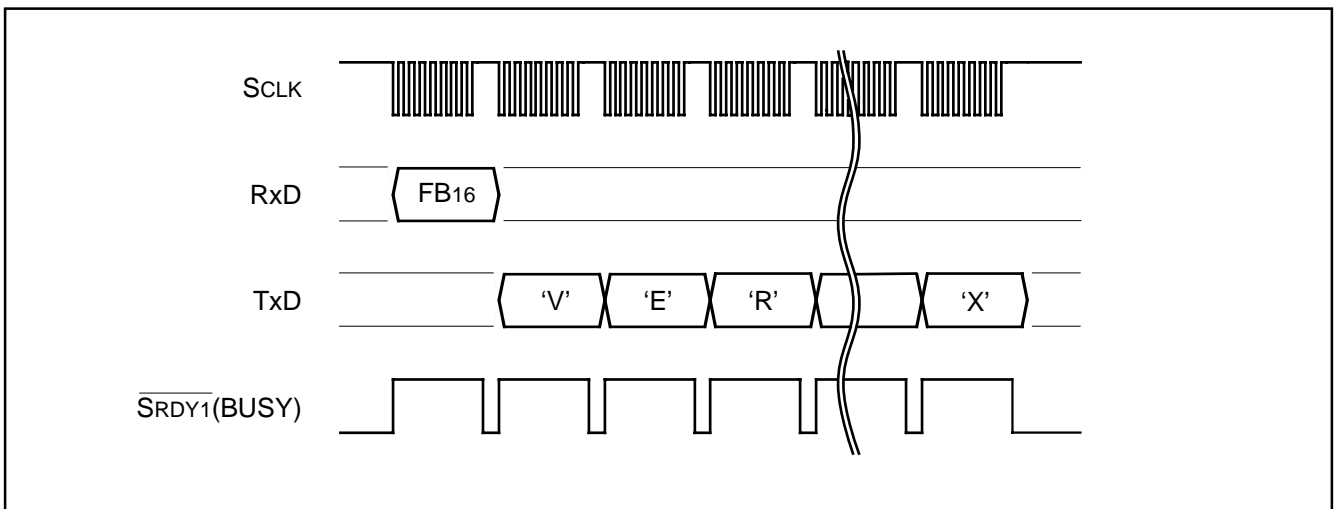 SCLK
RxD
FB16
TxD
‘V’ ‘E’ ‘R’ ‘X’
SRDY1(BUSY)